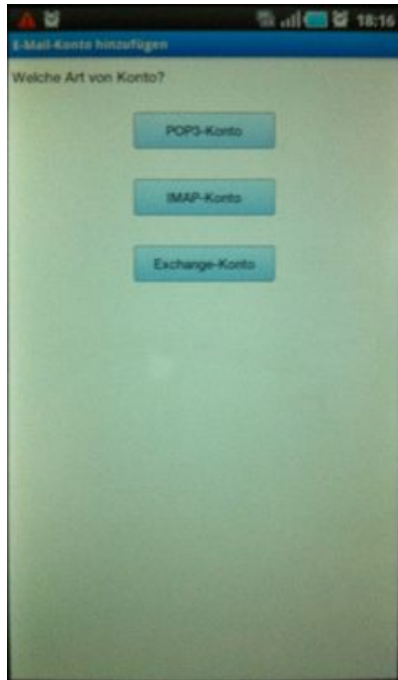 18:16
E-Mail-Konto hinzufügen
Welche Art von Konto?
POP3-Konto
IMAP-Konto
Exchange-Konto